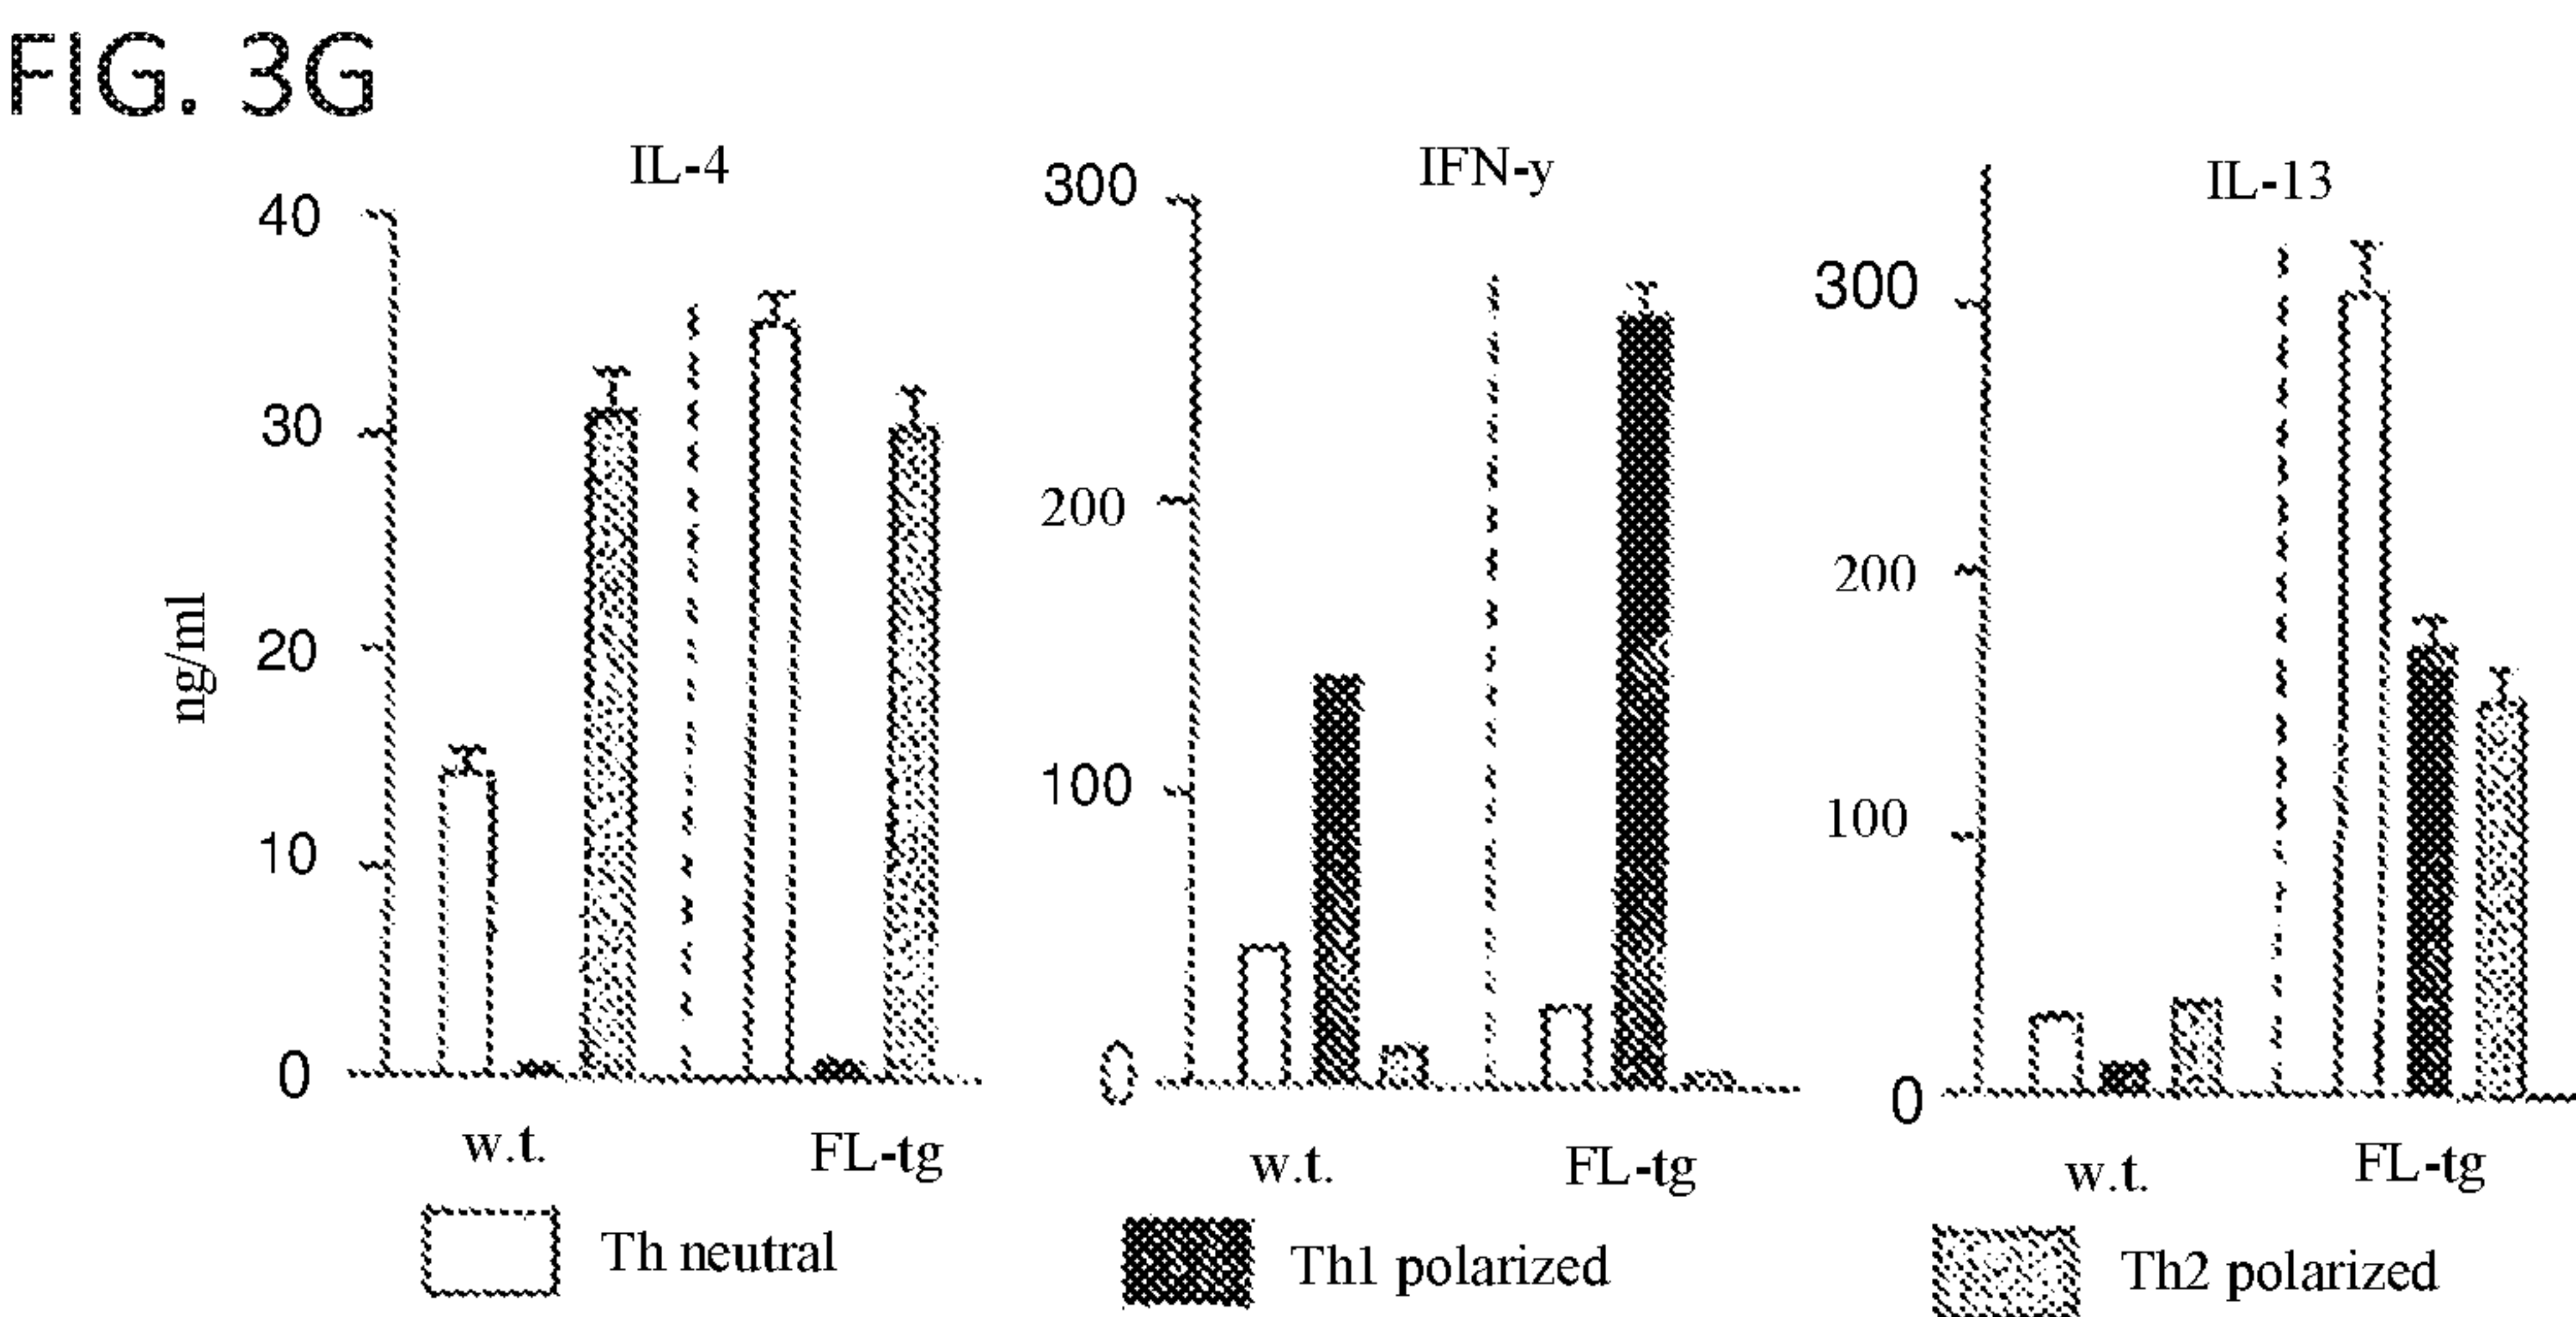 FIG. 3G
IL-4
IFN-y
IL-13
40
30
20
10
0
ng/ml
300
200
100
0
300
200
100
0
w.t.
FL-tg
w.t.
FL-tg
w.t.
FL-tg
Th neutral
Th1 polarized
Th2 polarized